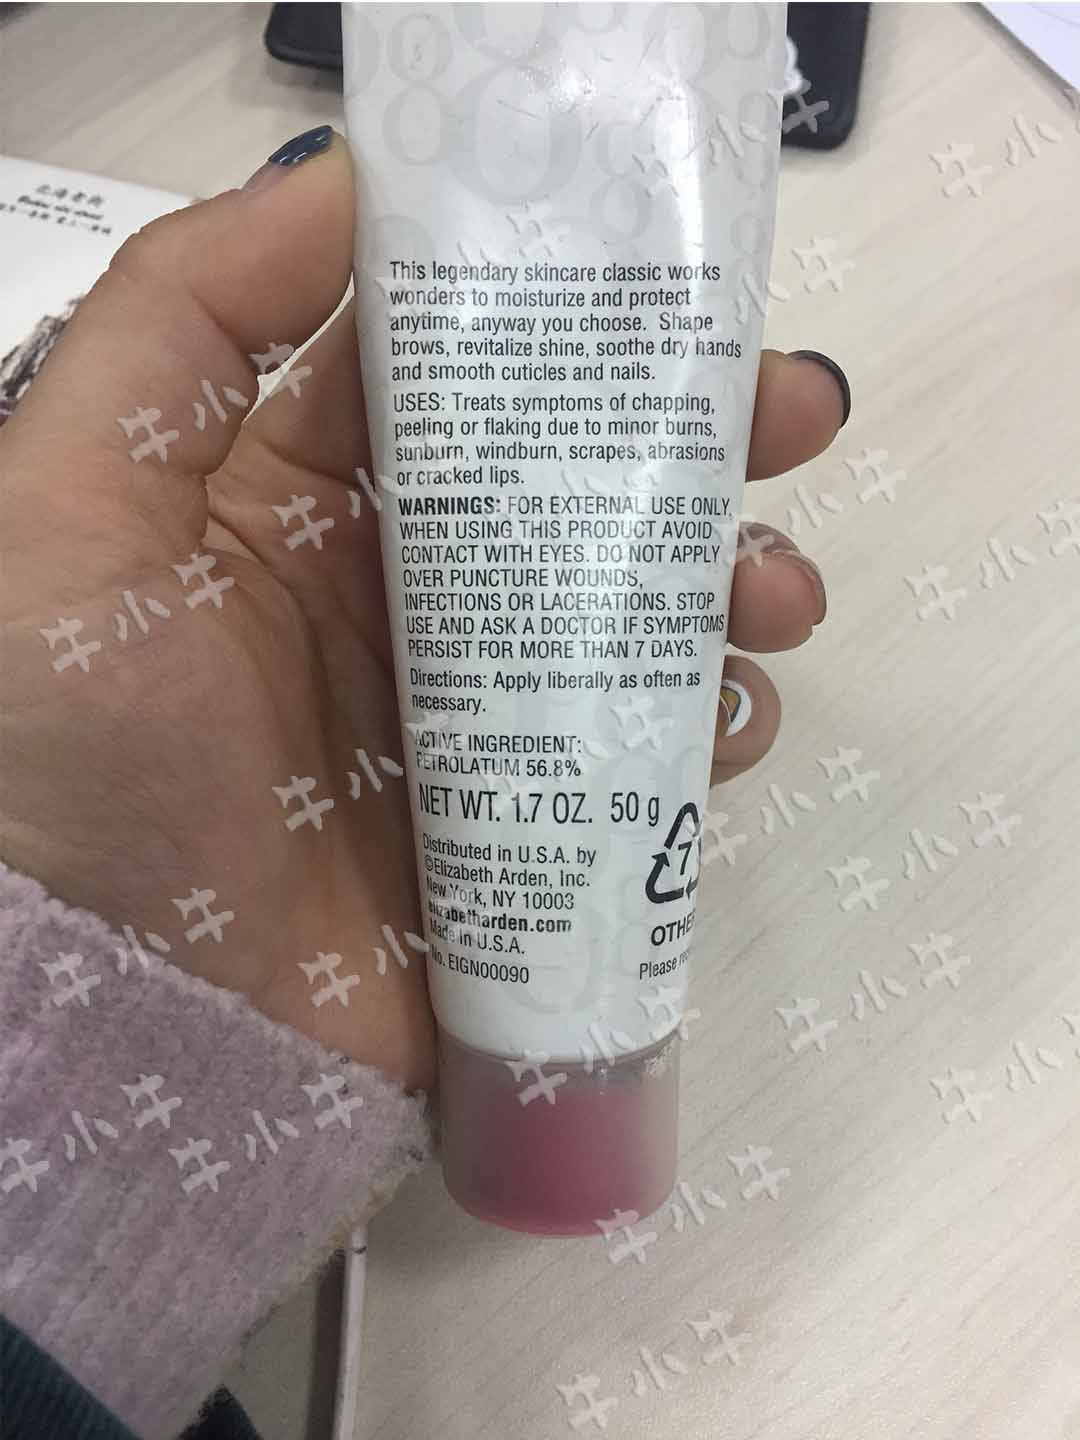 This legendary skincare classic works
wonders to moisturize and protect
anytime, anyway you choose. Shape
brows, revitalize shine, soothe dry hands
and smooth cuticles and nails.
USES: Treats symptoms of chapping,
peeling or flaking due to minor burns,
sunburn, windburn, scrapes, abrasions
or cracked lips.
WARNINGS: FOR EXTERNAL USE ONLY,
WHEN USING THIS PRODUCT AVOID
CONTACT WITH EYES. DO NOT APPLY
OVER PUNCTURE WOUNDS,
INFECTIONS OR LACERATIONS. STOP
USE AND ASK A DOCTOR IF SYMPTOMS
PERSIST FOR MORE THAN 7 DAYS.
Directions: Apply liberally as often as
necessary.
ACTIVE INGREDIENT:
PETROLATUM 56.8%
NET WT. 1.7 OZ. 50 g
7
Distributed in U.S.A. by
©Elizabeth Arden, Inc.
New York, NY 10003
elizabetharden.com
Made in U.S.A.
No. EIGN00090
OTHER
Please
牛小牛